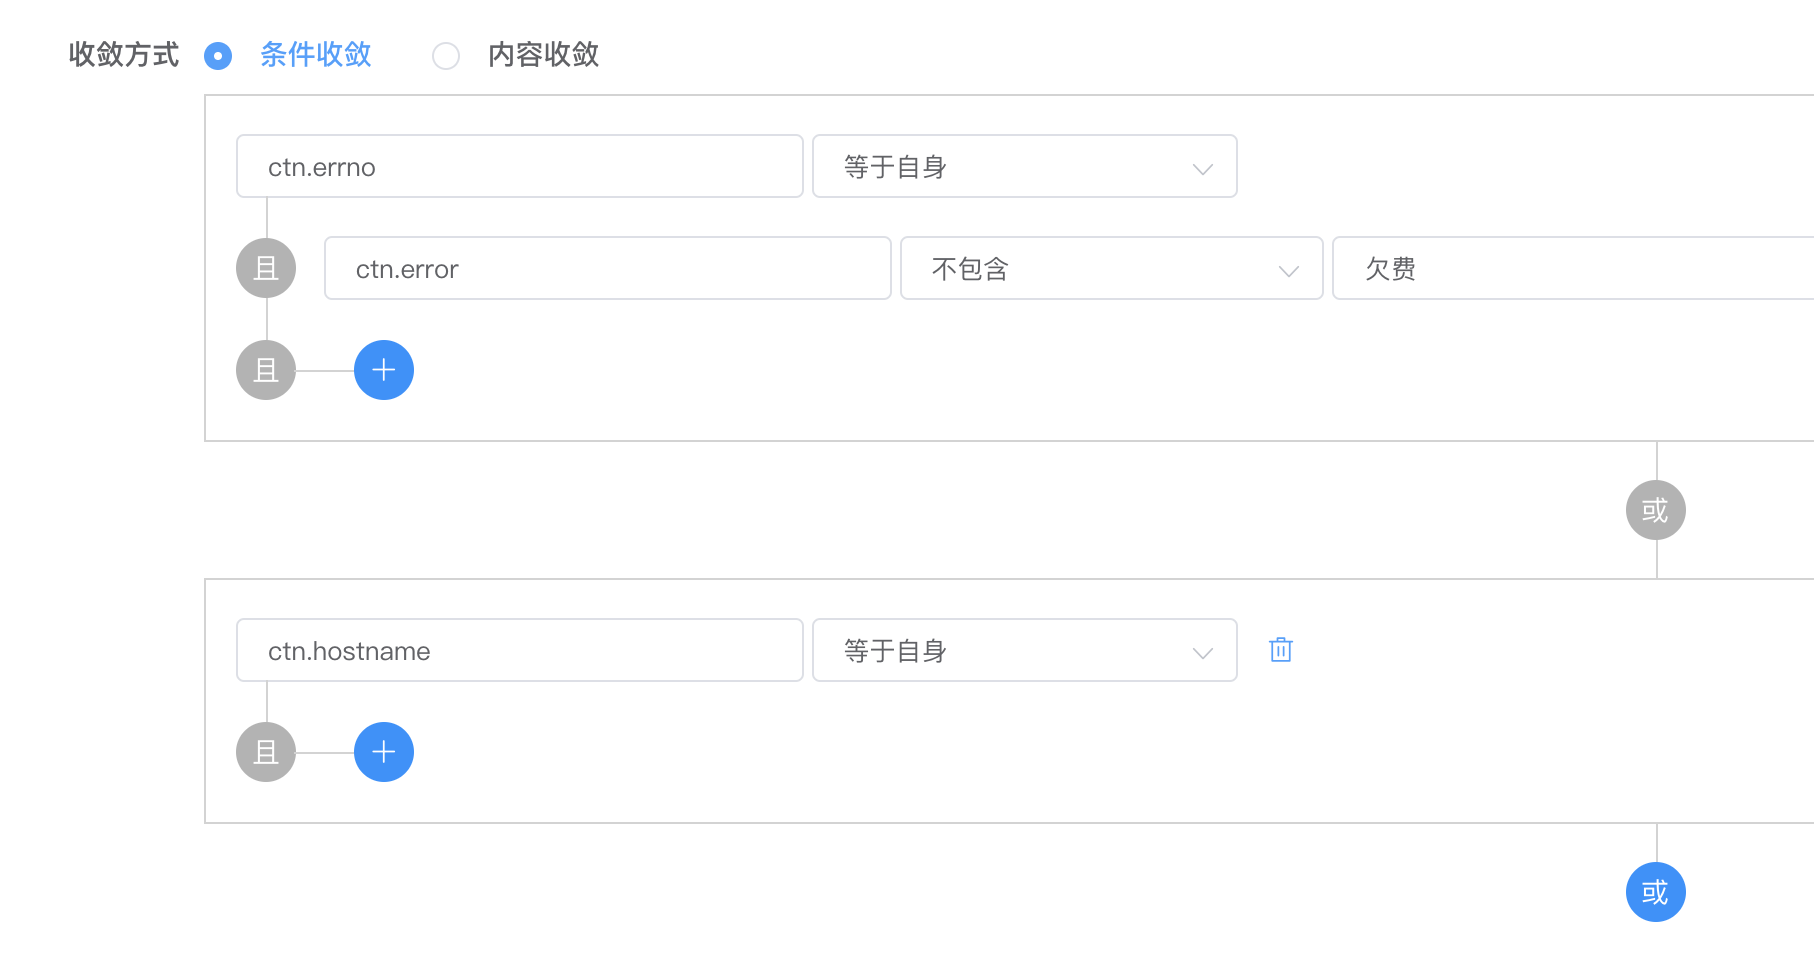 收敛方式 条件收敛 内容收敛
ctn.errno 等于自身
且 ctn.error 不包含 欠费
且
或
ctn.hostname 等于自身
且
或